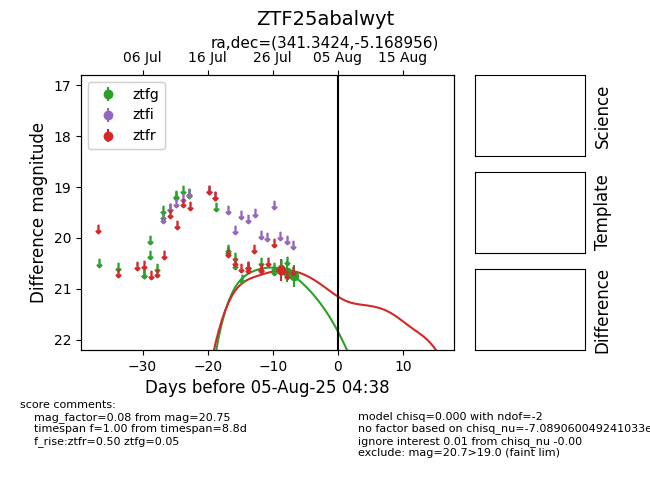 ZTF25abalwyt
ra,dec=(341.3424,-5.168956)
06 Jul 16 Jul 26 Jul 05 Aug 15 Aug
17
18
19
20
21
22
Difference magnitude
ztfg
ztfi
ztfr
−30 −20 −10 0 10
Days before 05-Aug-25 04:38
Science
Template
Difference
score comments:
mag_factor=0.08 from mag=20.75
timespan f=1.00 from timespan=8.8d
f_rise:ztfr=0.50 ztfg=0.05
model chisq=0.000 with ndof=-2
no factor based on chisq_nu=-7.089060049241033e
ignore interest 0.01 from chisq_nu -0.00
exclude: mag=20.7>19.0 (faint lim)